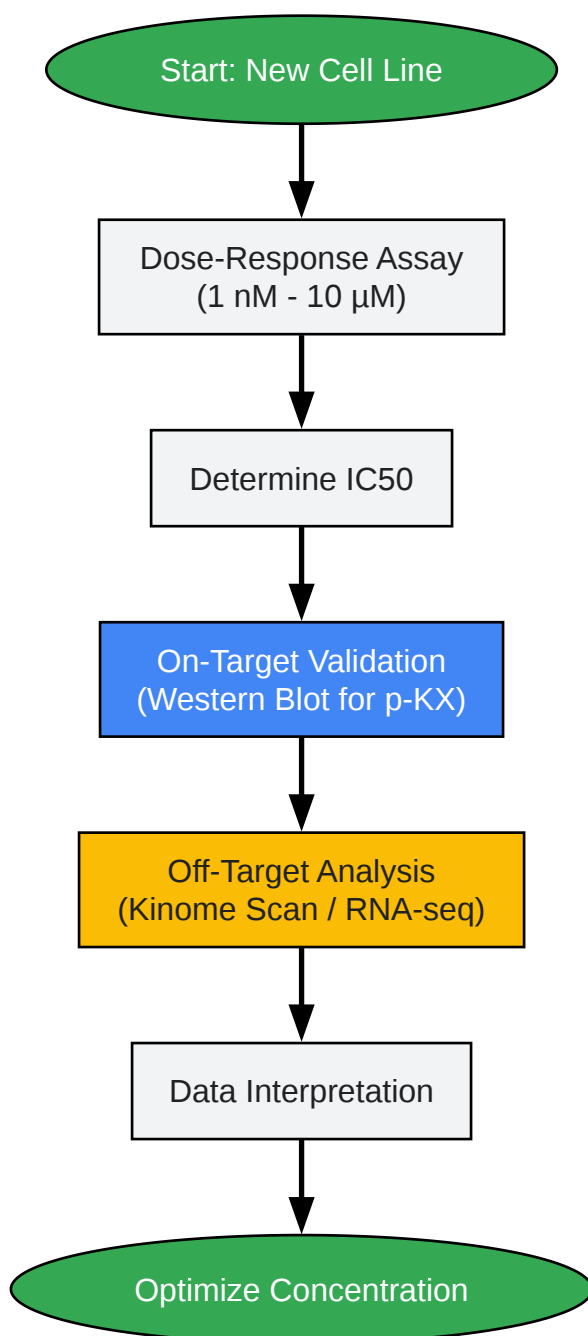 Start: New Cell Line
Dose-Response Assay
(1 nM - 10 µM)
Determine IC50
On-Target Validation
(Western Blot for p-KX)
Off-Target Analysis
(Kinome Scan / RNA-seq)
Data Interpretation
Optimize Concentration